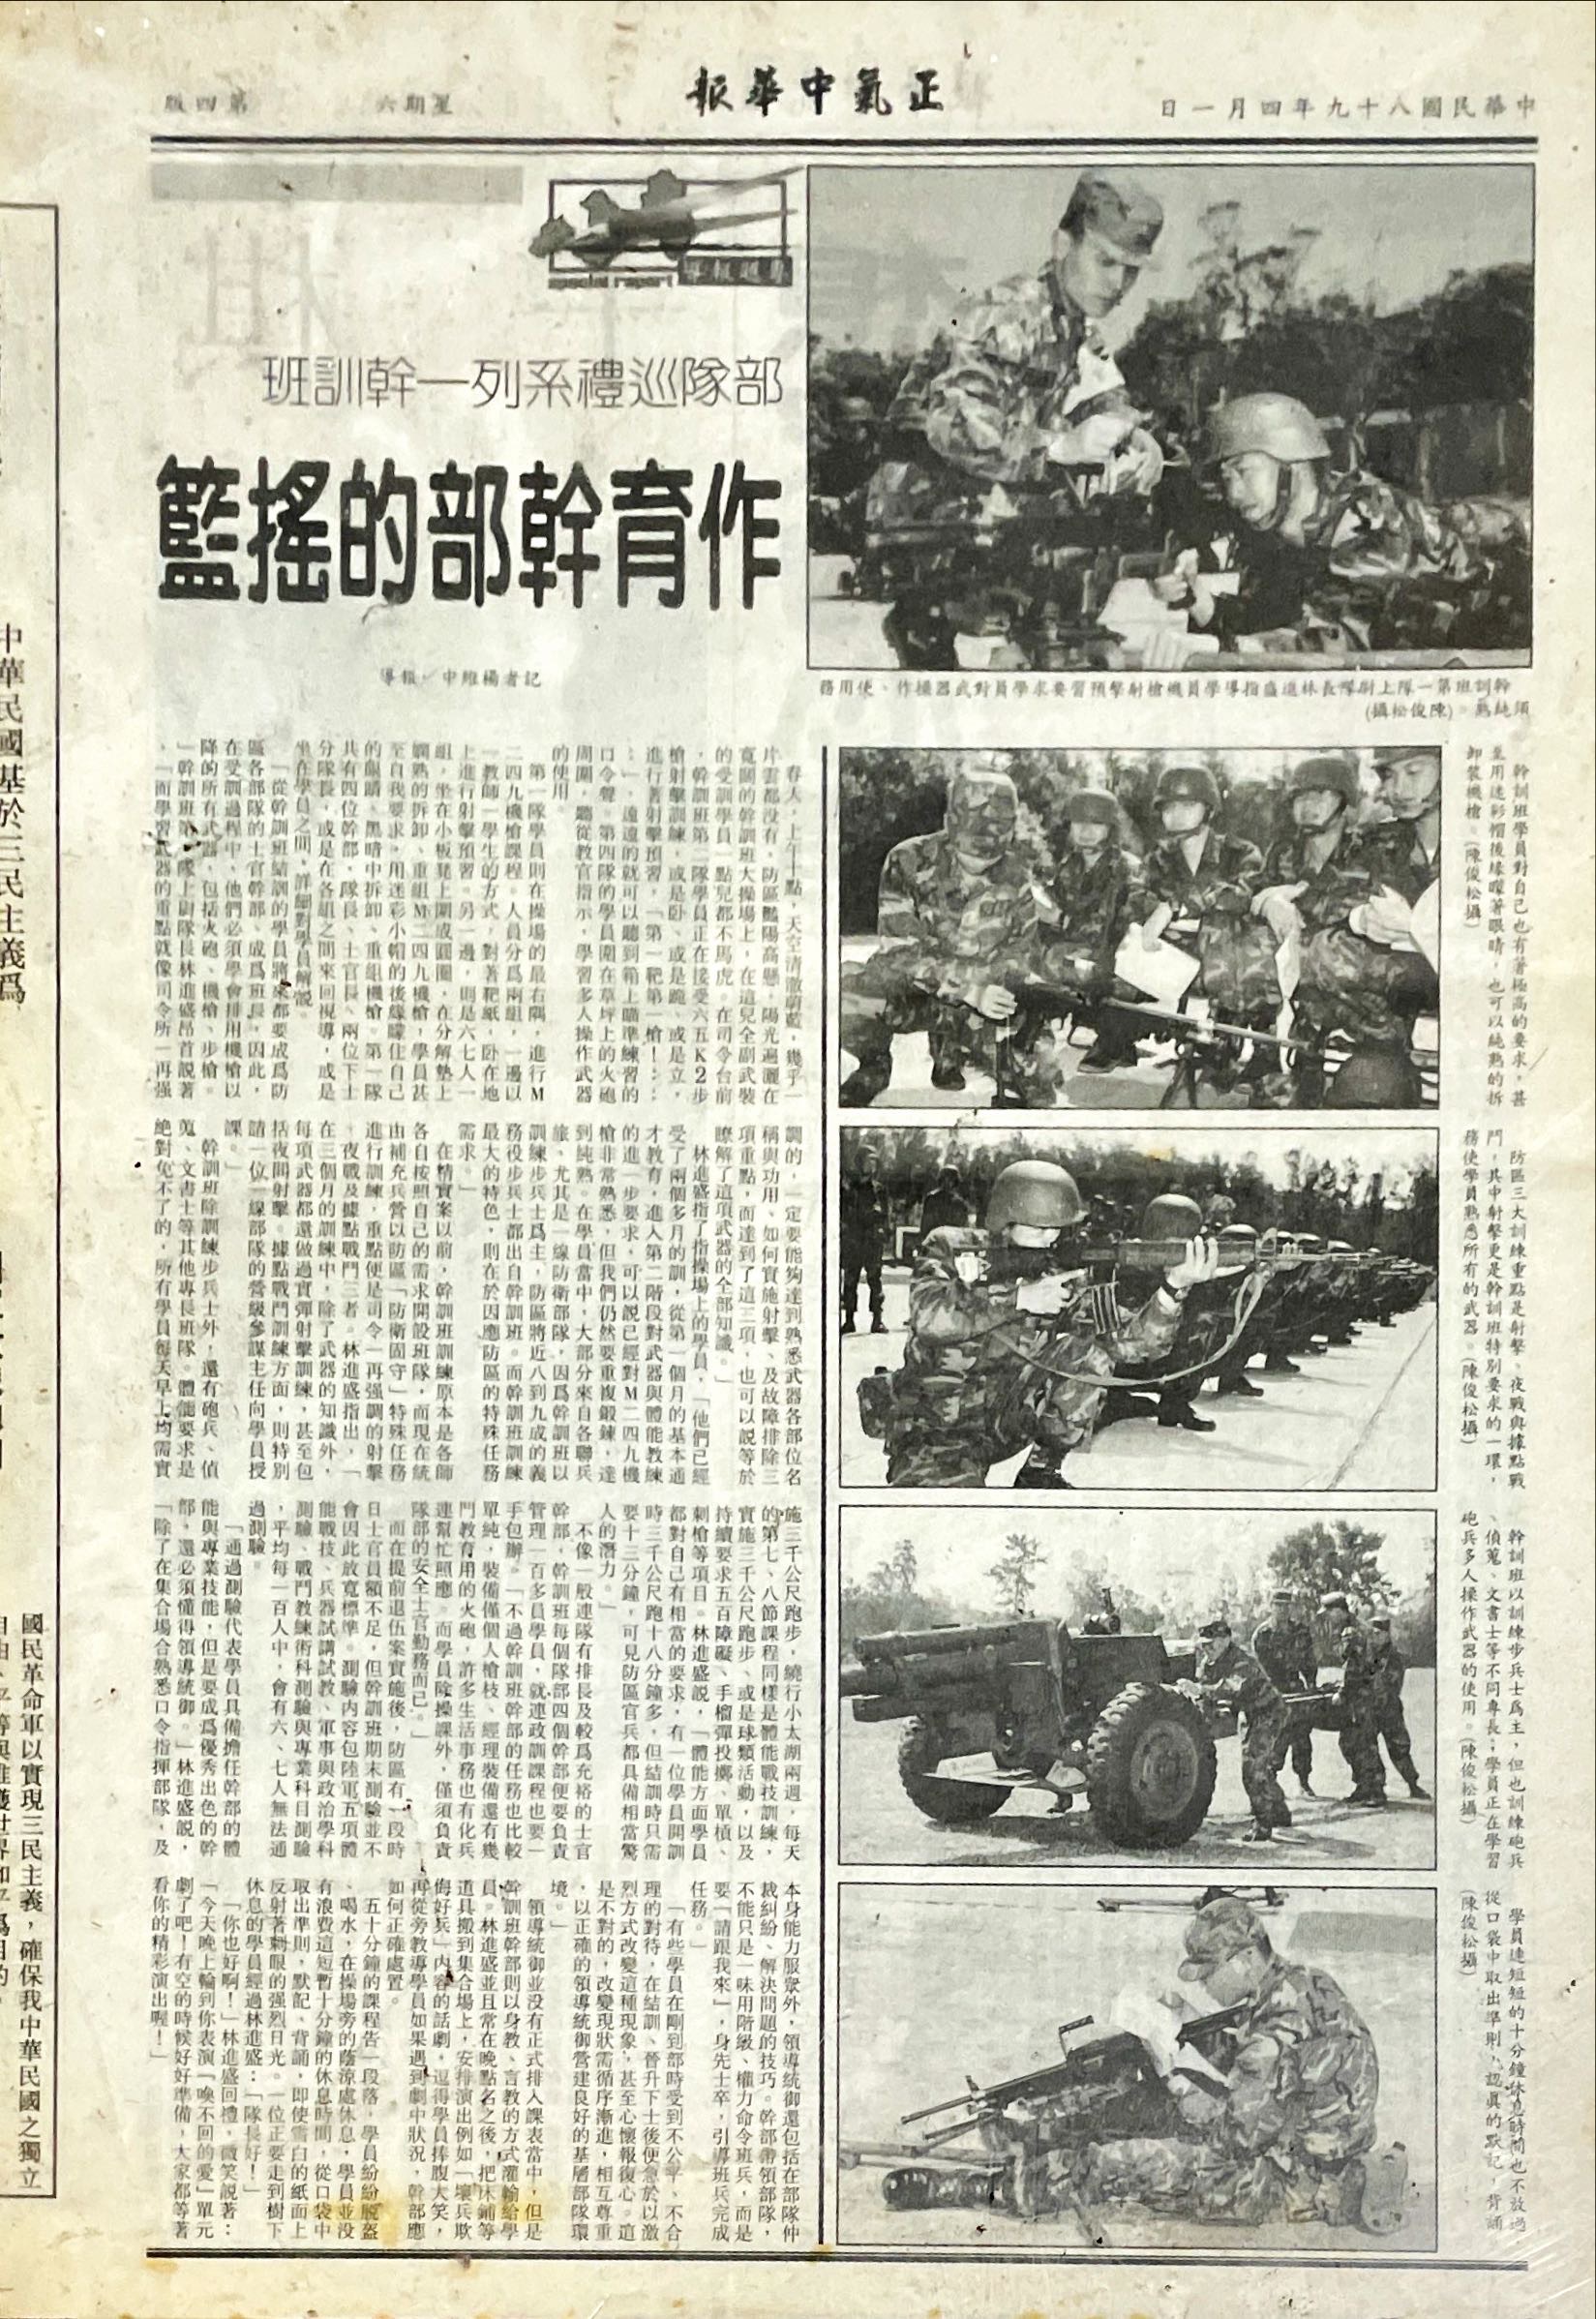 中華民國八十九年四月一日
正氣中華報
星期六
第四版
專題報導
special report
部隊巡禮系列—幹訓班
作育幹部的搖籃
記者楊雎中/報導
幹訓班第一隊上尉隊長林進盛指導學員機槍射擊預習要求學員對武器操作、使用務
須純熟。(陳俊松攝)
幹訓班學員對自己也有著極高的要求,甚
至用迷彩帽後緣矇著眼睛,也可以純熟的拆
卸裝機槍。(陳俊松攝)
防區三大訓練重點是射擊、夜戰與據點戰
鬥,其中射擊更是幹訓班特別要求的一環,
務使學員熟悉所有的武器。(陳俊松攝)
幹訓班以訓練步兵士爲主,但也訓練砲兵
、偵蒐、文書士等不同專長;學員正在學習
砲兵多人操作武器的使用。(陳俊松攝)
學員連短短的十分鐘休息時間也不放過
從口袋中取出準則,認眞的默記,背誦
(陳俊松攝)
春人,上午十點,天空清澈蔚藍,幾乎一
片雲都沒有,防區豔陽高懸,陽光遍灑在
寬闊的幹訓班大操場上,在這兒全副武裝
的受訓學員一點兒都不馬虎。在司令台前
,幹訓班第二隊學員正在接受六五K2步
槍射擊訓練,或是卧、或是跪、或是立,
進行著射擊預習,「第一靶第一槍!:::
:」,遠遠的就可以聽到箱上瞄準練習的
口令聲。第四隊的學員圍在草坪上的火砲
周圍,聽從教官指示,學習多人操作武器
的使用。
第一隊學員則在操場的最右隅,進行M
二四九機槍課程。人員分爲兩組,一邊以
「教師—學生的方式,對著靶紙,卧在地
上進行射擊預習。另一邊,則是六七人一
組,坐在小板凳上圍成圓圈,在分解墊上
嫻熟的拆卸、重組M二四九機槍,學員甚
至自我要求,用迷彩小帽的後緣矇住自己
的眼睛,黑暗中拆卸、重組機槍。第一隊
共有四位幹部,隊長、士官長、兩位下士
分隊長,或是在各組之間來回視導,或是
坐在學員之間,詳細對學員解説。
「從幹訓班結訓的學員將來都要成爲防
區各部隊的士官幹部、成爲班長,因此,
在受訓過程中,他們必須學會排用機槍以
降的所有武器,包括火砲、機槍、步槍。
」幹訓班第一隊上尉隊長林進盛昂首説著
,「而學習武器的重點就像司令所一再强
調的,一定要能夠達到熟悉武器各部位名
稱與功用、如何實施射擊、及故障排除三
項重點,而達到了這三項,也可以説等於
瞭解了這項武器的全部知識。」
林進盛指了指操場上的學員,「他們已經
受了兩個多月的訓,從第一個月的基本通
才教育,進入第二階段對武器與體能教練
的進一步要求,可以説已經對M二四九機
槍非常熟悉,但我們仍然要重複鍛鍊,達
到純熟。在學員當中,大部分來自各聯兵
旅、尤其是一線防衛部隊,因爲幹訓班以
訓練步兵士爲主,防區將近八到九成的義
務役步兵士都出自幹訓班。而幹訓班訓練
最大的特色,則在於因應防區的特殊任務
需求。」
在精實案以前,幹訓班訓練原本是各師
各自按照自己的需求開設班隊,而現在統
由補充兵營以防區「防衛固守」特殊任務
進行訓練,重點便是司令一再强調的射擊
、夜戰及據點戰鬥三者。林進盛指出,「
在三個月的訓練中,除了武器的知識外,
每項武器都還做過實彈射擊訓練,甚至包
括夜間射擊。據點戰鬥訓練方面,則特別
請一位一線部隊的營級參謀主任向學員授
課。」
幹訓班除訓練步兵士外,還有砲兵、偵
蒐、文書士等其他專長班隊。體能要求是
絕對免不了的,所有學員每天早上均需實
施三千公尺跑步,繞行小太湖兩週,每天
的第七、八節課程同樣是體能戰技訓練,
實施三千公尺跑步、或是球類活動,以及
持續要求五百障礙、手榴彈投擲、單槓、
刺槍等項目。林進盛説,「體能方面學員
都對自己有相當的要求,有一位學員開訓
時三千公尺跑十八分鐘多,但結訓時只需
要十三分鐘,可見防區官兵都具備相當驚
人的潛力。」
不像一般連隊有排長及較爲充裕的士官
幹部,幹訓班每個隊部四個幹部便要負責
管理一百多員學員,就連政訓課程也要一
手包辦。「不過幹訓班幹部的任務也比較
單純,裝備僅個人槍枝、經理裝備還有幾
門教育用的火砲,許多生活事務也有化兵
連幫忙照應。而學員除操課外,僅須負責
隊部的安全士官勤務而已。」
而在提前退伍案實施後,防區有一段時
日士官員額不足,但幹訓班期末測驗並不
會因此放寬標準。測驗內容包陸軍五項體
能戰技、兵器試講試教、軍事與政治學科
測驗、戰鬥教練術科測驗與專業科目測驗
,平均每一百人中,會有六、七人無法通
過測驗。
「通過測驗代表學員具備擔任幹部的體
能與專業技能,但是要成爲優秀出色的幹
部,還必須懂得領導統御。」林進盛説,
「除了在集合場合熟悉口令指揮部隊,及
本身能力服眾外,領導統御還包括在部隊仲
裁糾紛、解決問題的技巧。幹部帶領部隊,
不能只是一味用階級、權力命令班兵,而是
要「請跟我來」,身先士卒,引導班兵完成
任務。」
「有些學員在剛到部時受到不公平、不合
理的對待,在結訓、晉升下士後便急於以激
烈方式改變這種現象,甚至心懷報復心。這
是不對的,改變現狀需循序漸進,相互尊重
,以正確的領導統御營建良好的基層部隊環
境。」
領導統御並沒有正式排入課表當中,但是
幹訓班幹部則以身教、言教的方式灌輸給學
員。林進盛並且常在晚點名之後,把床鋪等
道具搬到集合場上,安排演出例如「壞兵欺
侮好兵」內容的話劇,逗得學員捧腹大笑,
再從旁教導學員如果遇到劇中狀況,幹部應
如何正確處置。
五十分鐘的課程告一段落,學員紛紛脫盔
、喝水,在操場旁的蔭涼處休息,學員並没
有浪費這短暫十分鐘的休息時間,從口袋中
取出準則,默記、背誦,即使雪白的紙面上
反射著刺眼的强烈日光。一位正要走到樹下
休息的學員經過林進盛:「隊長好!」
「你也好啊!」林進盛回禮,微笑説著:
「今天晚上輪到你表演「喚不回的愛」單元
劇了吧!有空的時候好好準備,大家都等著
看你的精彩演出喔!」
中華民國基於三民主義爲
國民革命軍以實現三民主義,確保我中華民國之獨立